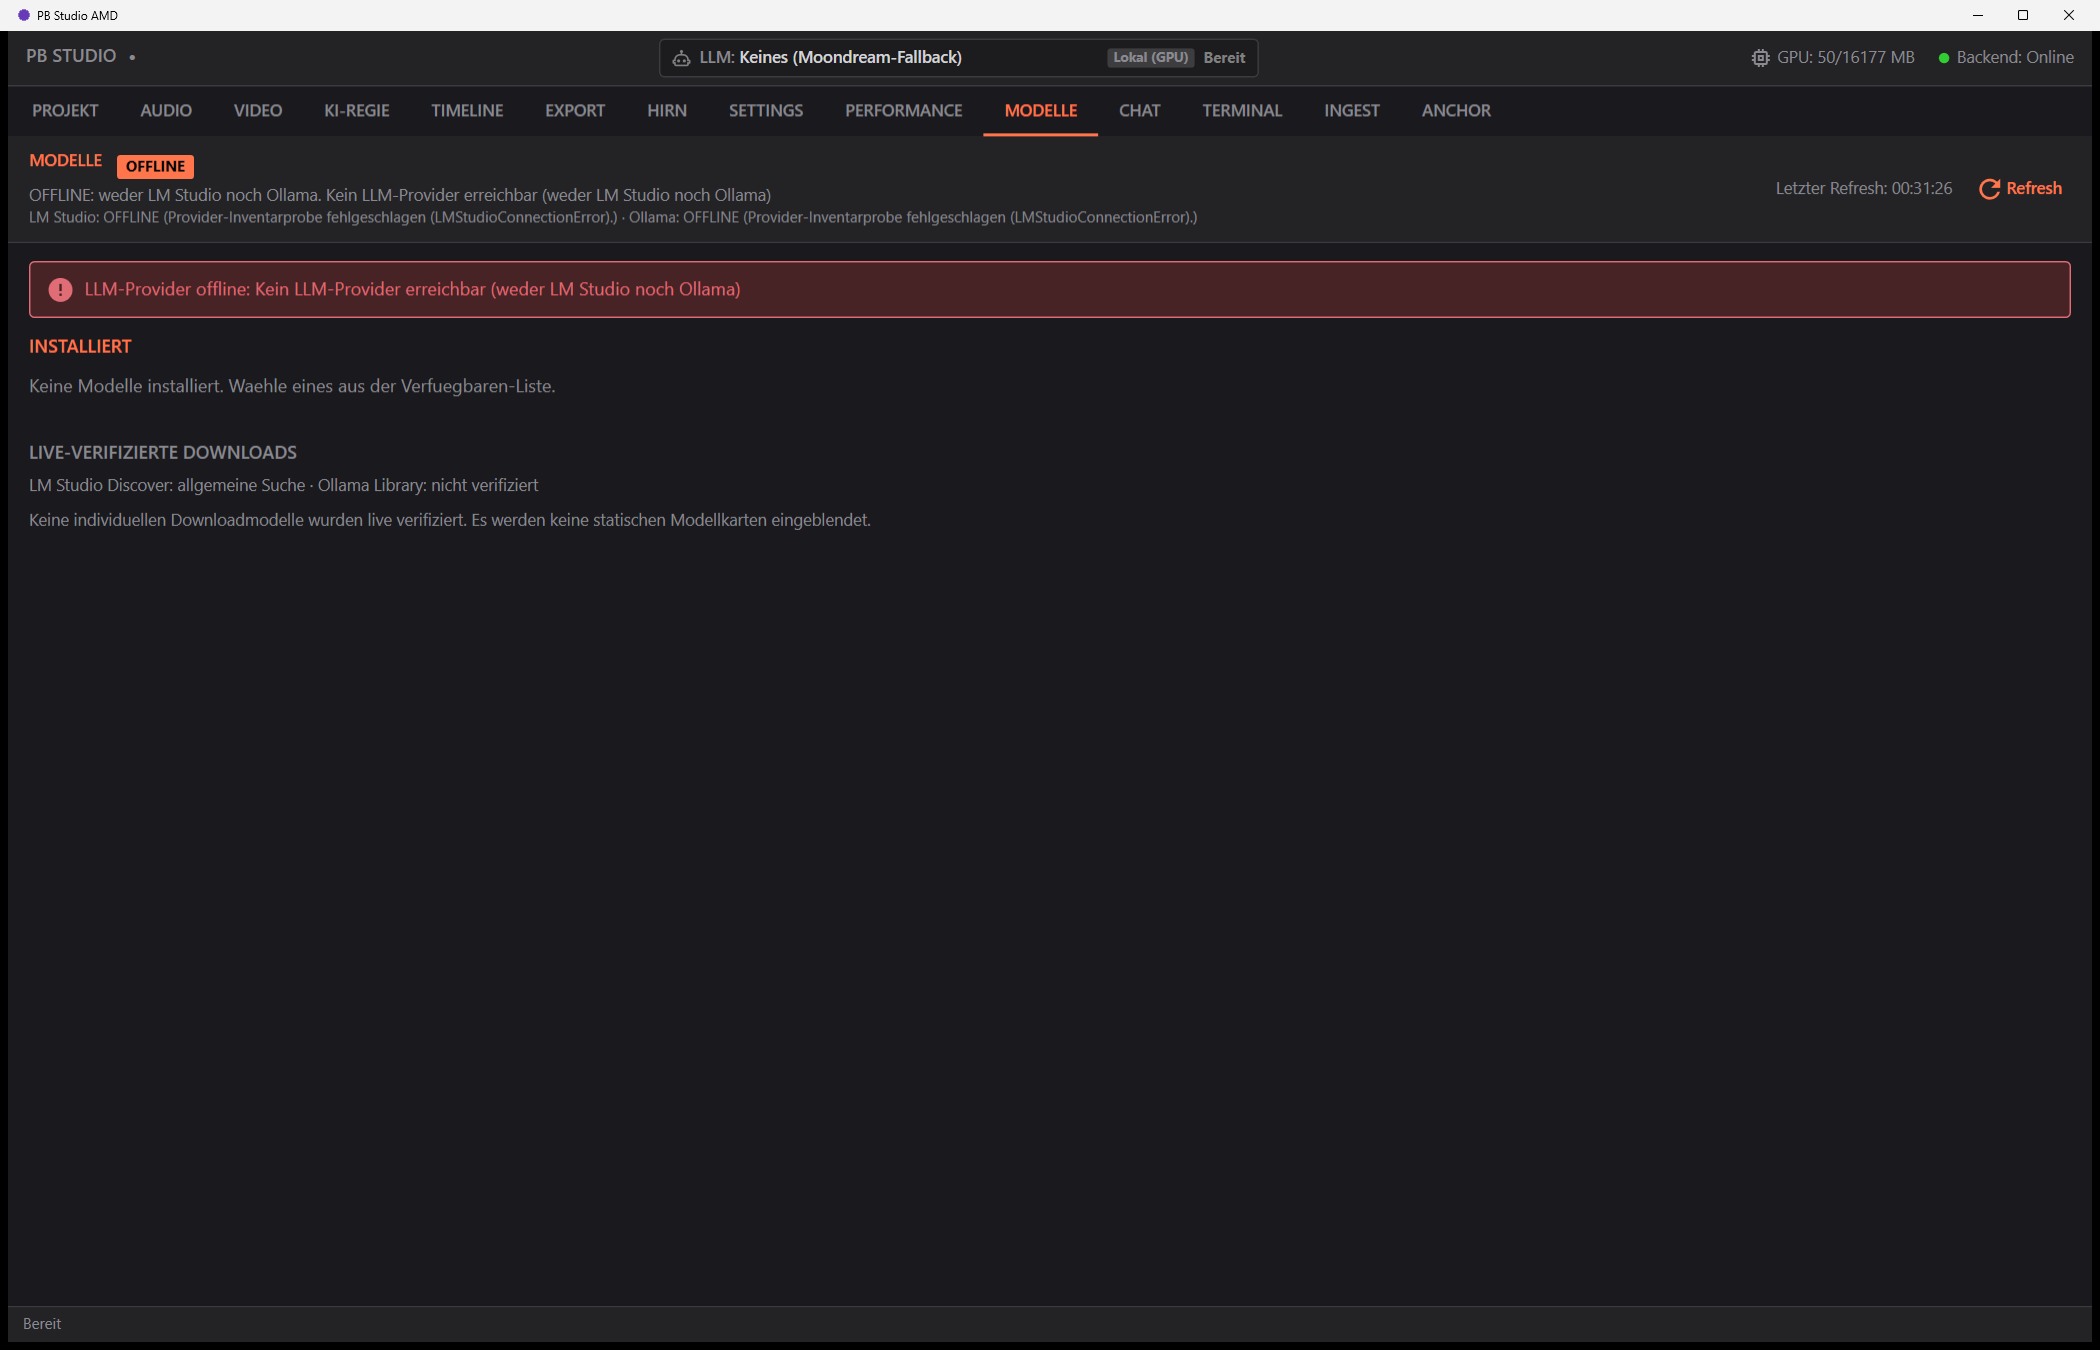 PB Studio AMD
PB STUDIO •
LLM: Keines (Moondream-Fallback) Lokal (GPU) Bereit
GPU: 50/16177 MB Backend: Online
PROJEKT AUDIO VIDEO KI-REGIE TIMELINE EXPORT HIRN SETTINGS PERFORMANCE MODELLE CHAT TERMINAL INGEST ANCHOR
MODELLE OFFLINE
OFFLINE: weder LM Studio noch Ollama. Kein LLM-Provider erreichbar (weder LM Studio noch Ollama)
LM Studio: OFFLINE (Provider-Inventarprobe fehlgeschlagen (LMStudioConnectionError).) · Ollama: OFFLINE (Provider-Inventarprobe fehlgeschlagen (LMStudioConnectionError).)
Letzter Refresh: 00:31:26 Refresh
LLM-Provider offline: Kein LLM-Provider erreichbar (weder LM Studio noch Ollama)
INSTALLIERT
Keine Modelle installiert. Waehle eines aus der Verfuegbaren-Liste.
LIVE-VERIFIZIERTE DOWNLOADS
LM Studio Discover: allgemeine Suche · Ollama Library: nicht verifiziert
Keine individuellen Downloadmodelle wurden live verifiziert. Es werden keine statischen Modellkarten eingeblendet.
Bereit